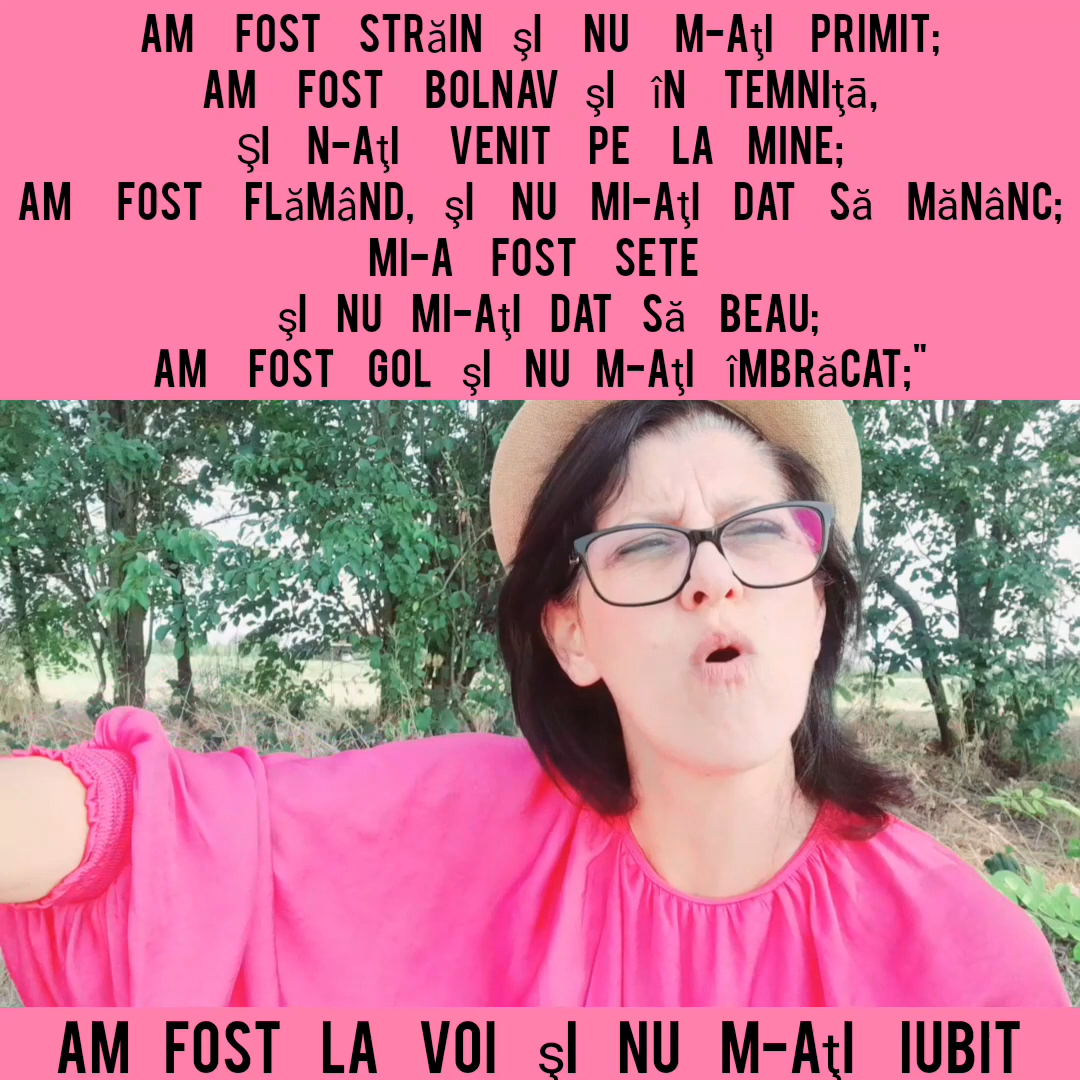 AM FOST STRăIN şI NU M-AţI PRIMIT;
AM FOST BOLNAV şI îN TEMNIţā,
ŞI N-AţI VENIT PE LA MINE;
AM FOST FLăMâND, şI NU MI-AţI DAT Să MăNâNC;
MI-A FOST SETE
şI NU MI-AţI DAT Să BEAU;
AM FOST GOL şI NU M-AţI îMBRăCAT;"
AM FOST LA VOI şI NU M-AţI IUBIT